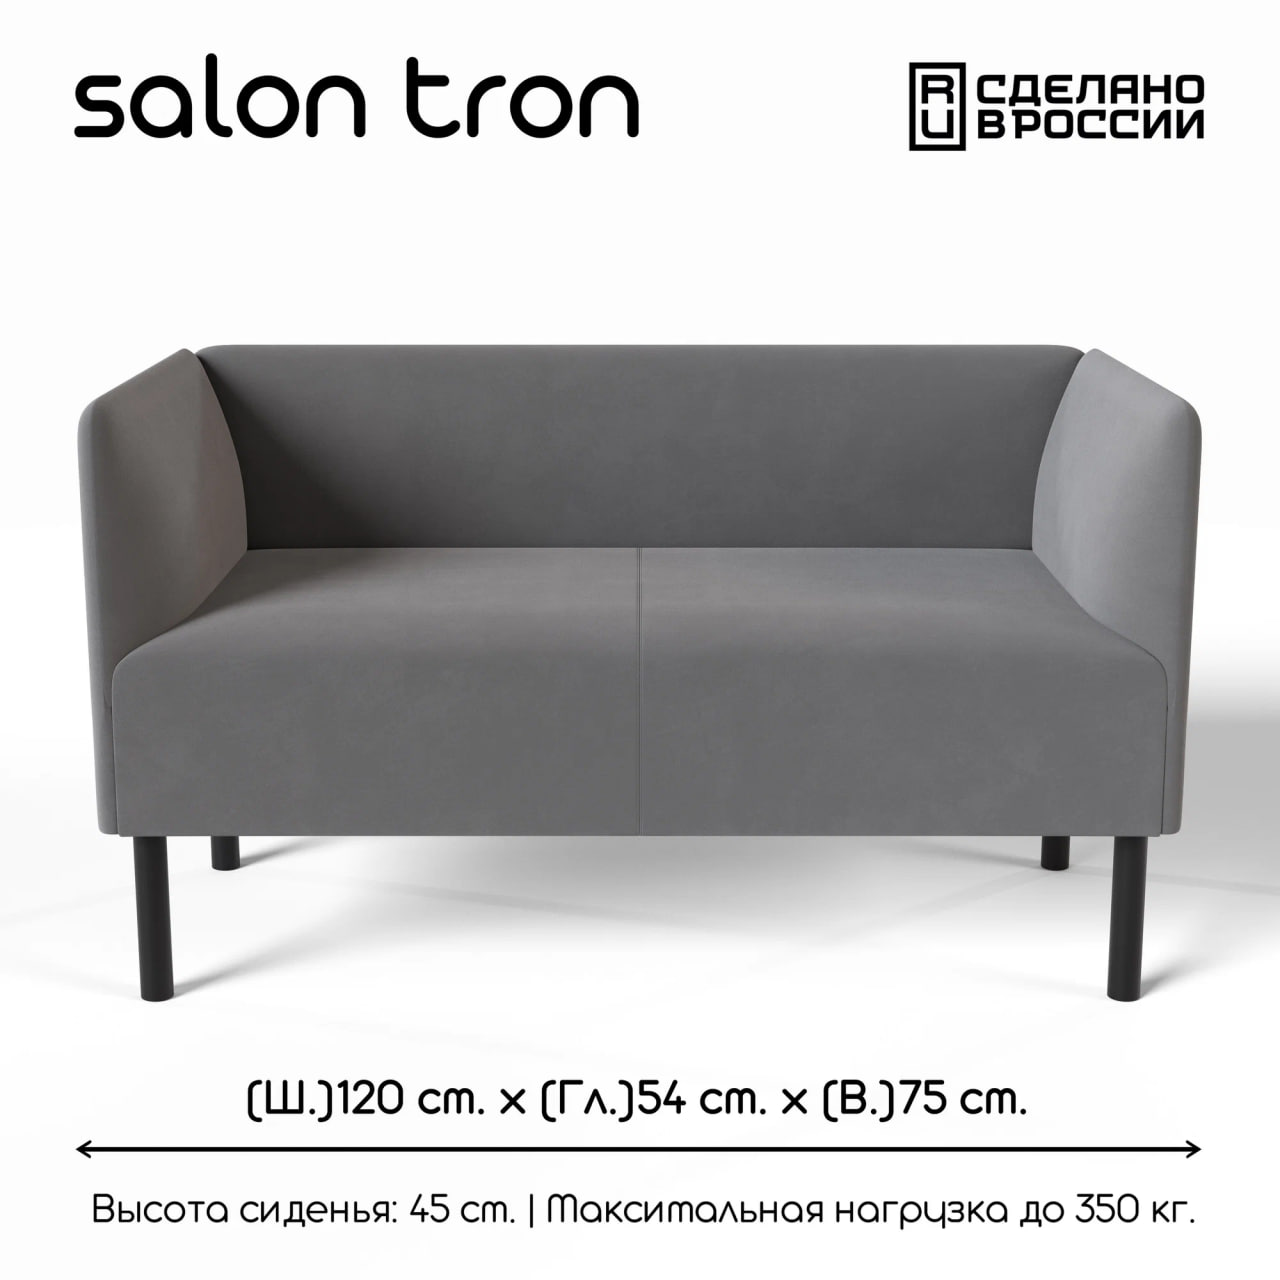 salon tron
RU
СДЕЛАНО
В РОССИИ
(Ш.)120 cm. x (Гл.)54 cm. x (В.)75 cm.
Высота сиденья: 45 cm. | Максимальная нагрузка до 350 кг.